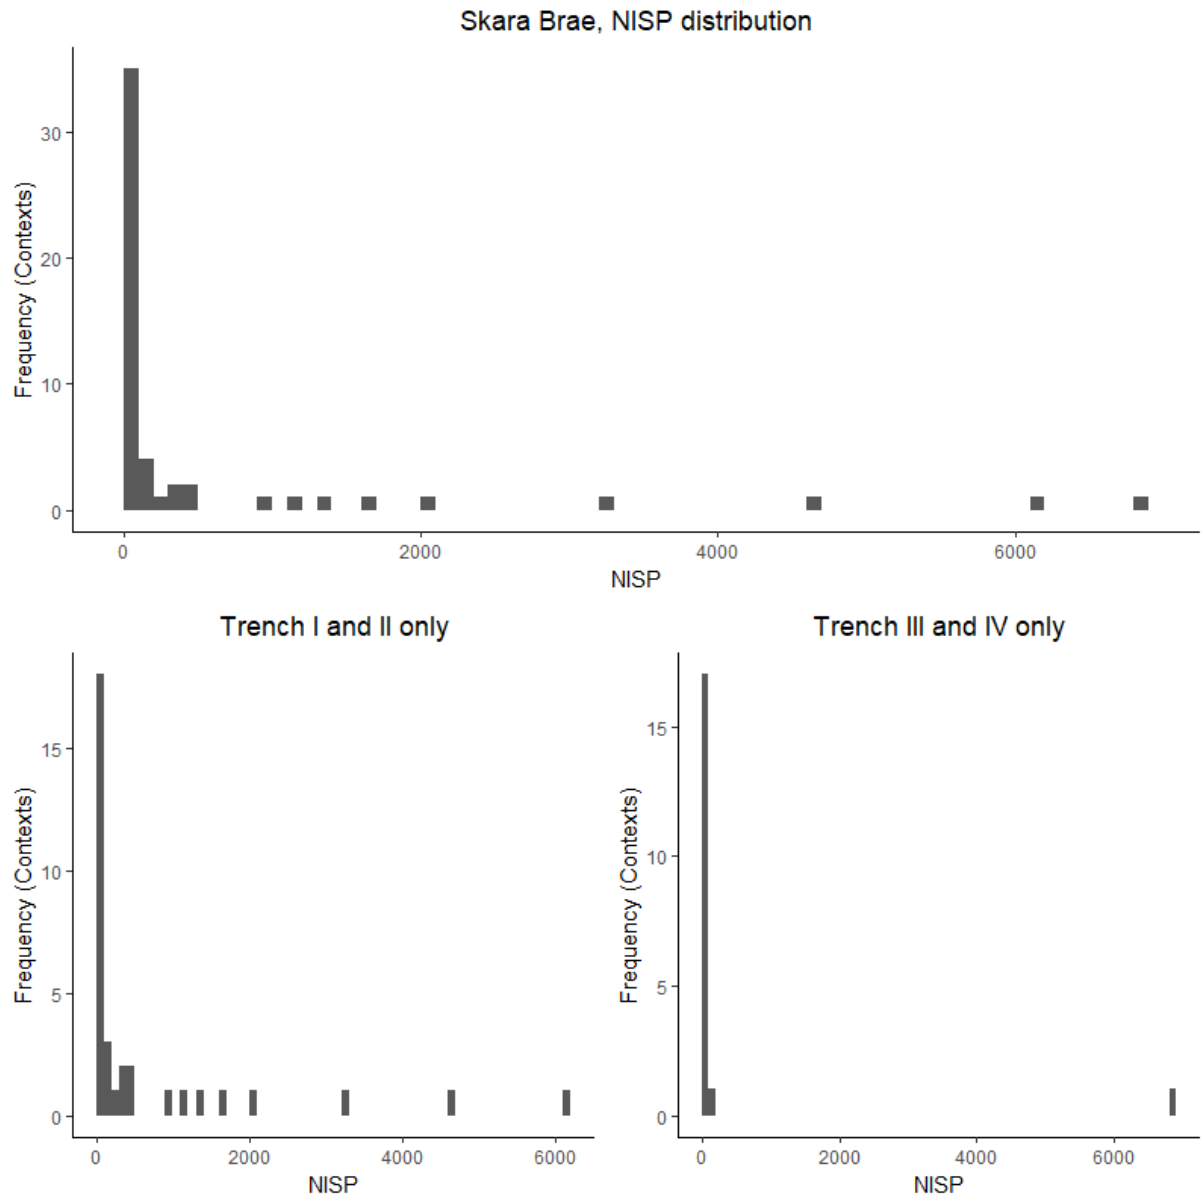 Skara Brae, NISP distribution
Frequency (Contexts)
30
20
10
0
0 2000 4000 6000
NISP
Trench I and II only
Frequency (Contexts)
15
10
5
0
0 2000 4000 6000
NISP
Trench III and IV only
Frequency (Contexts)
15
10
5
0
0 2000 4000 6000
NISP